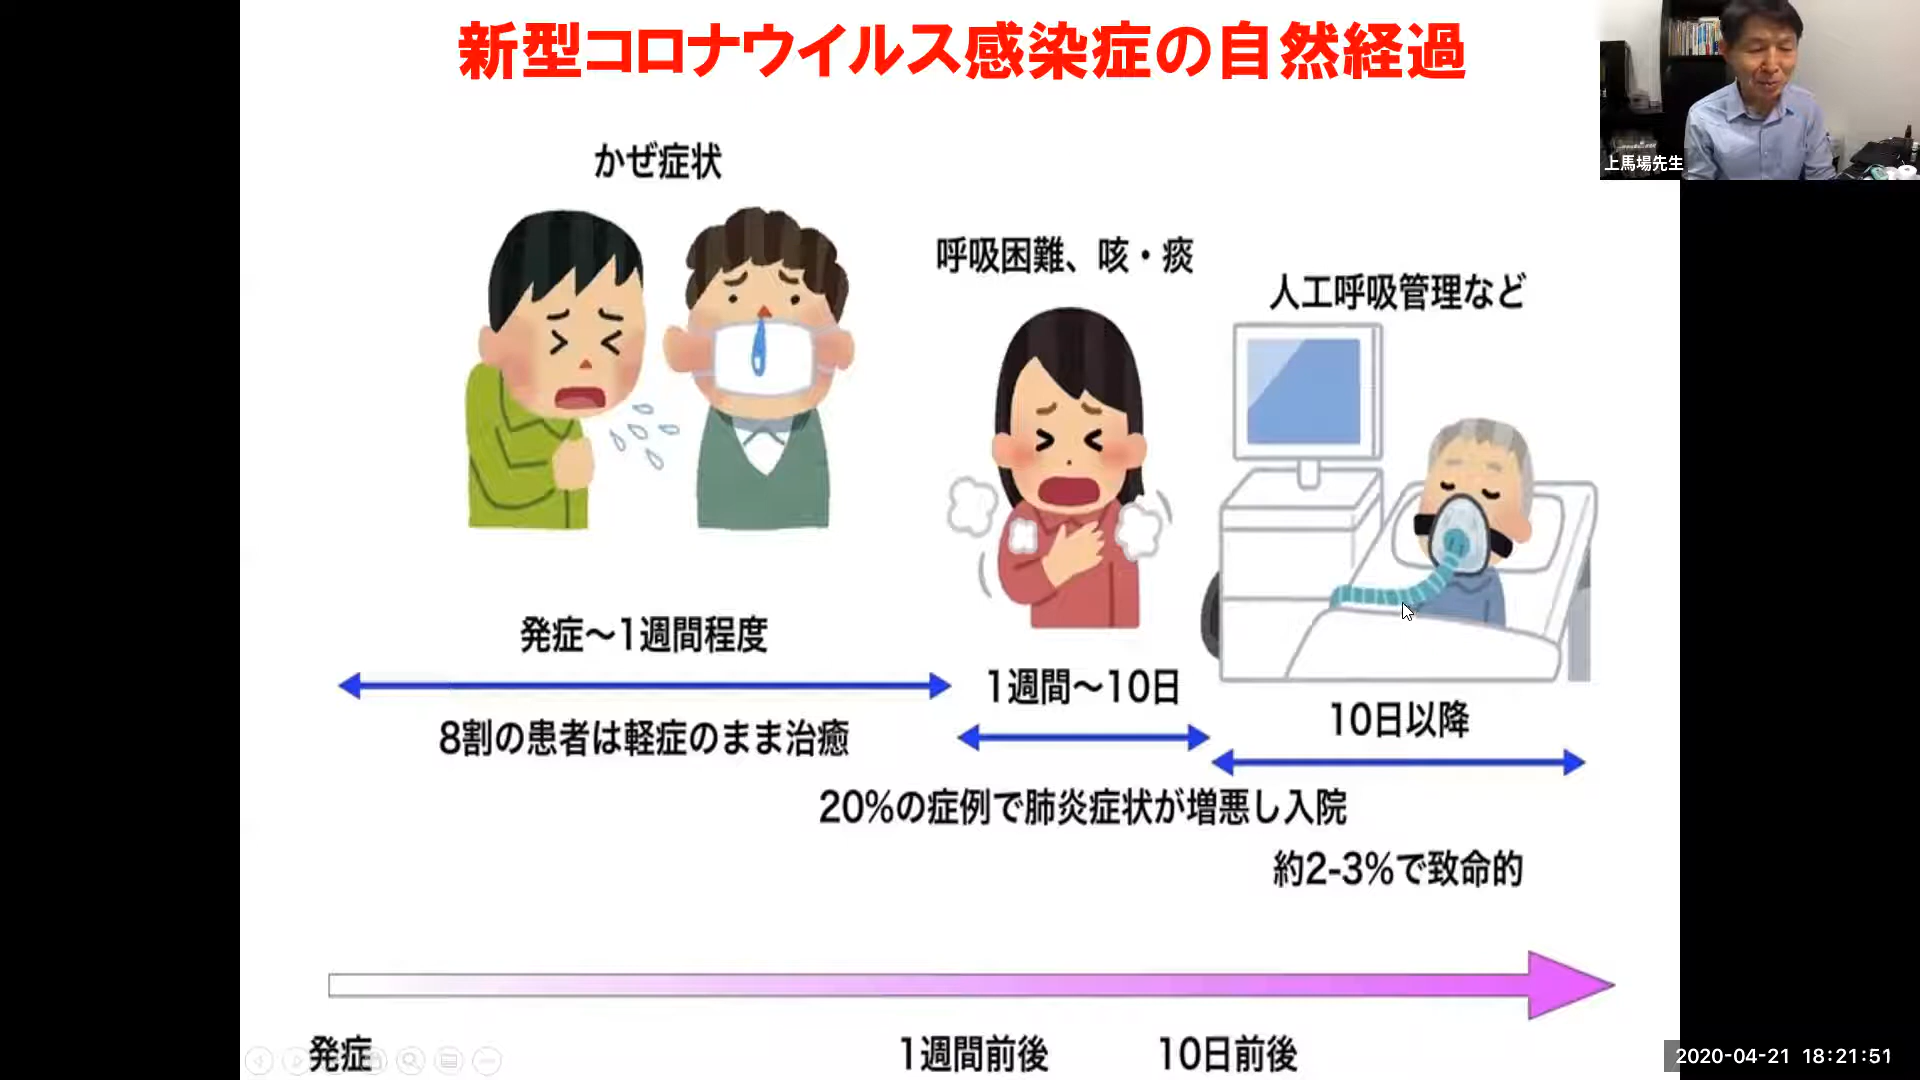 新型コロナウイルス感染症の自然経過
上馬場先生
かぜ症状
呼吸困難、咳・痰
人工呼吸管理など
発症〜1週間程度
1週間〜10日
10日以降
8割の患者は軽症のまま治癒
20%の症例で肺炎症状が増悪し入院
約2-3%で致命的
発症
1週間前後
10日前後
2020-04-21 18:21:51